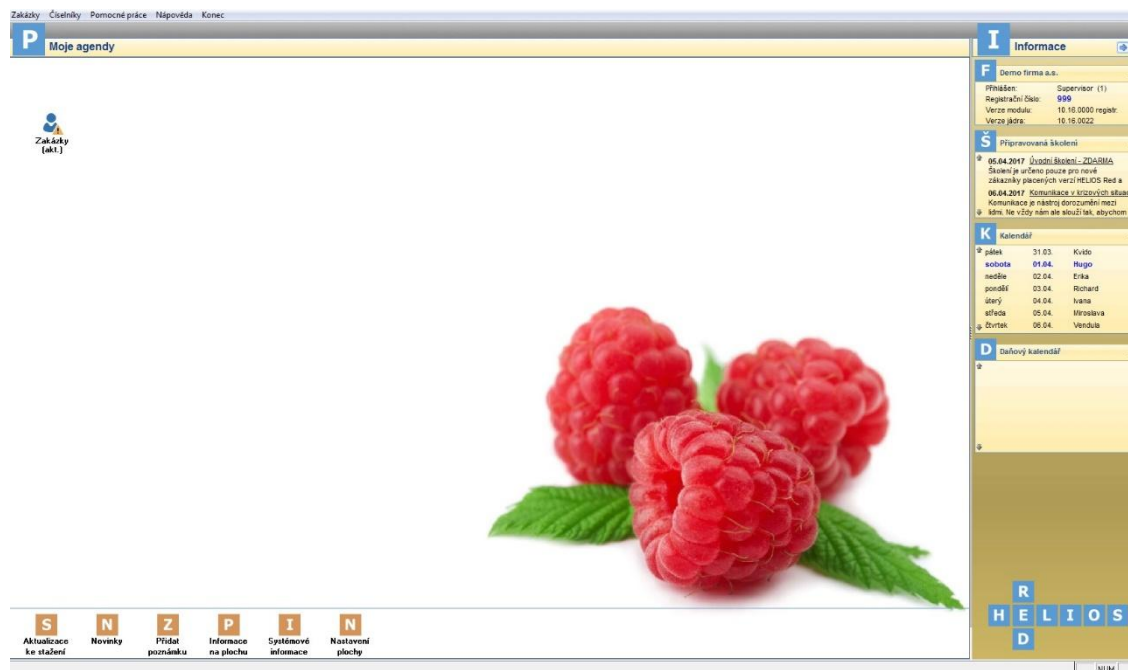 Zakázky Číselníky Pomocné práce Nápověda Konec
P Moje agendy
Zakázky
(akt.)
I Informace
F Demo firma a.s.
Přihlášen: Supervisor (1)
Registrační číslo: 999
Verze modulu: 10.16.0000 registr.
Verze jádra: 10.16.0022
Š Připravovaná školení
05.04.2017 Úvodní školení - ZDARMA
Školení je určeno pouze pro nové
zákazníky placených verzí HELIOS Red a
06.04.2017 Komunikace v krizových situac
Komunikace je nástroj dorozumění mezi
lidmi. Ne vždy nám ale slouží tak, abychom
K Kalendář
pátek 31.03. Kvido
sobota 01.04. Hugo
neděle 02.04. Erika
pondělí 03.04. Richard
úterý 04.04. Ivana
středa 05.04. Miroslava
čtvrtek 06.04. Vendula
D Daňový kalendář
R
HELIOS
D
S N Z P I N
Aktualizace
ke stažení
Novinky
Přidat
poznámku
Informace
na plochu
Systémové
informace
Nastavení
plochy
NUM